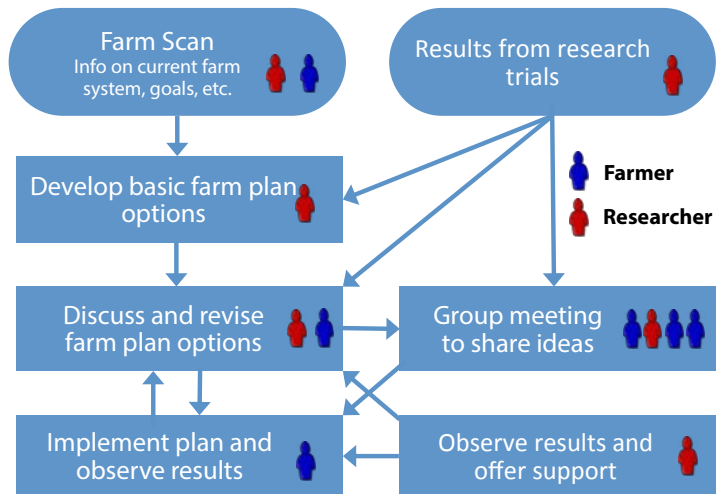 Farm Scan
Info on current farm
system, goals, etc.
Results from research
trials
Farmer
Researcher
Develop basic farm plan
options
Discuss and revise
farm plan options
Group meeting
to share ideas
Implement plan and
observe results
Observe results and
offer support